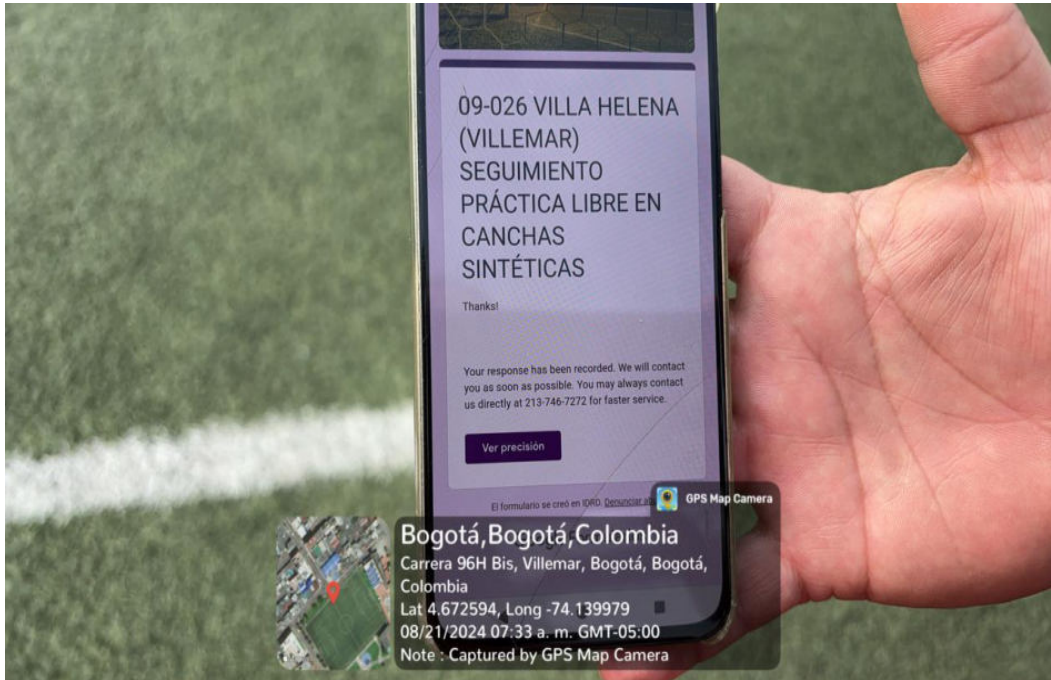 09-026 VILLA HELENA
(VILLEMAR)
SEGUIMIENTO
PRÁCTICA LIBRE EN
CANCHAS
SINTÉTICAS
Thanks!
Your response has been recorded. We will contact
you as soon as possible. You may always contact
us directly at 213-746-7272 for faster service.
Ver precisión
El formulario se creó en IDRD. Denunciar
GPS Map Camera
Bogotá,Bogotá,Colombia
Carrera 96H Bis, Villemar, Bogotá, Bogotá,
Colombia
Lat 4.672594, Long -74.139979
08/21/2024 07:33 a. m. GMT-05:00
Note : Captured by GPS Map Camera